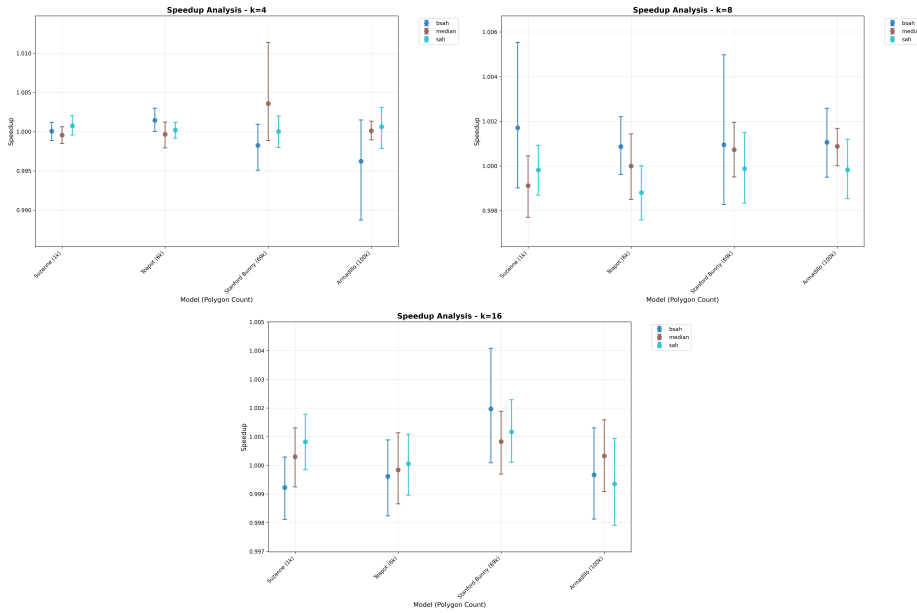 Speedup Analysis - k=4
bsah
median
sah
1.010
1.005
1.000
0.995
0.990
Speedup
Suzanne (1k)
Teapot (6k)
Stanford Bunny (69k)
Armadillo (100k)
Model (Polygon Count)
Speedup Analysis - k=8
bsah
median
sah
1.006
1.004
1.002
1.000
0.998
Speedup
Suzanne (1k)
Teapot (6k)
Stanford Bunny (69k)
Armadillo (100k)
Model (Polygon Count)
Speedup Analysis - k=16
bsah
median
sah
1.005
1.004
1.003
1.002
1.001
1.000
0.999
0.998
0.997
Speedup
Suzanne (1k)
Teapot (6k)
Stanford Bunny (69k)
Armadillo (100k)
Model (Polygon Count)